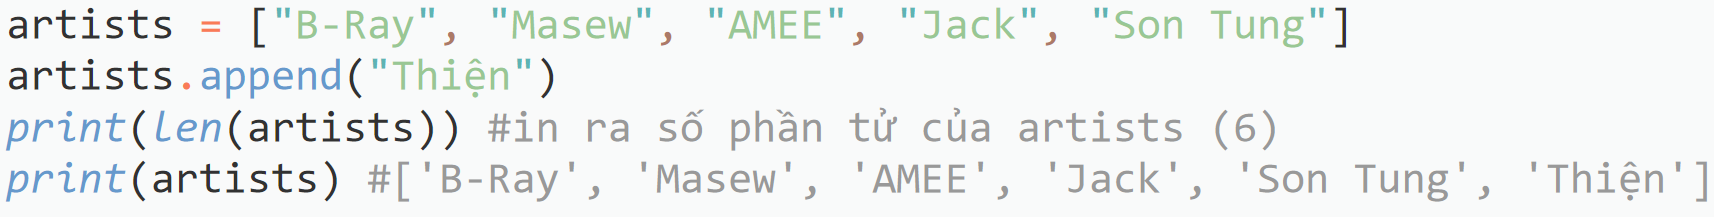 artists = ["B-Ray", "Masew", "AMEE", "Jack", "Son Tung"]
artists.append("Thiện")
print(len(artists)) #in ra số phần tử của artists (6)
print(artists) #['B-Ray', 'Masew', 'AMEE', 'Jack', 'Son Tung', 'Thiện']